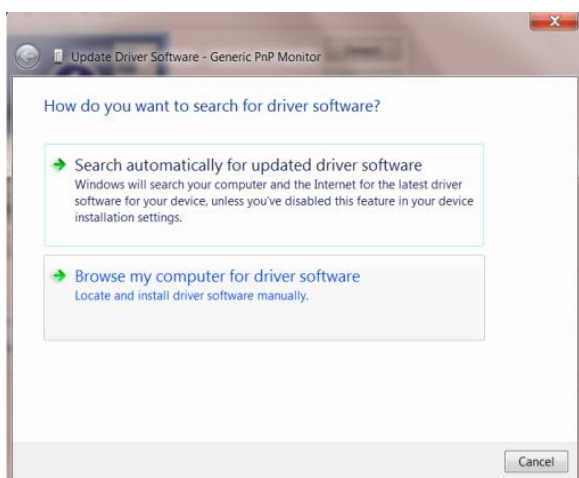 Update Driver Software - Generic PnP Monitor
How do you want to search for driver software?
Search automatically for updated driver software
Windows will search your computer and the Internet for the latest driver
software for your device, unless you've disabled this feature in your device
installation settings.
Browse my computer for driver software
Locate and install driver software manually.
Cancel